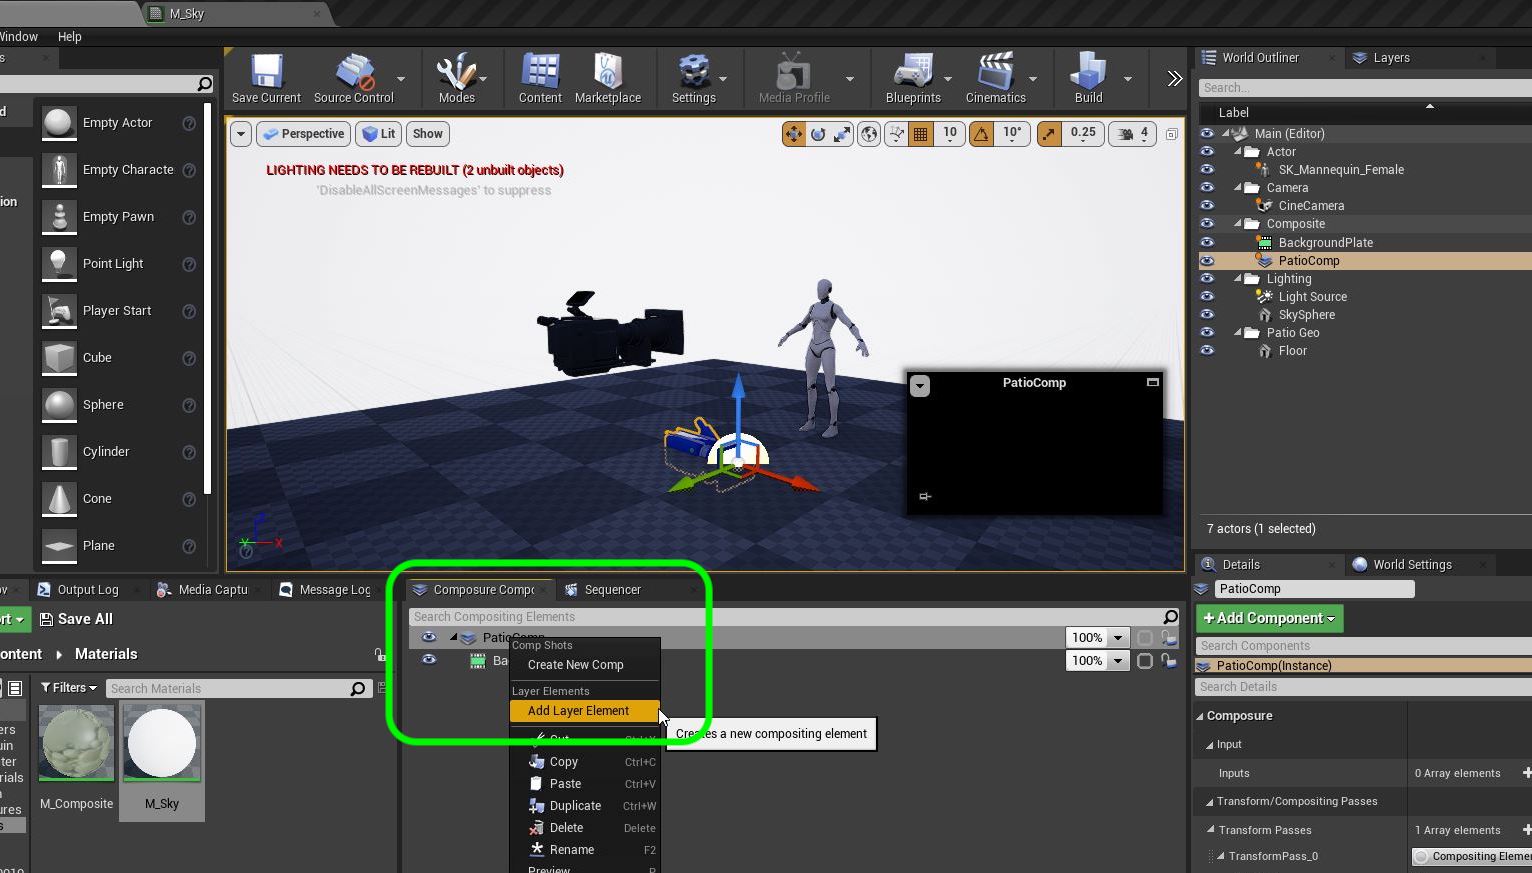 M_Sky
Window Help
Save Current
Source Control
Modes
Content
Marketplace
Settings
Media Profile
Blueprints
Cinematics
Build
World Outliner
Layers
Search...
Label
Main (Editor)
Actor
SK_Mannequin_Female
Camera
CineCamera
Composite
BackgroundPlate
PatioComp
Lighting
Light Source
SkySphere
Patio Geo
Floor
7 actors (1 selected)
Empty Actor
Empty Characte
Empty Pawn
Point Light
Player Start
Cube
Sphere
Cylinder
Cone
Plane
Perspective
Lit
Show
10
10°
0.25
4
LIGHTING NEEDS TO BE REBUILT (2 unbuilt objects)
'DisableAllScreenMessages' to suppress
PatioComp
X
Output Log
Media Captu
Message Log
Save All
ontent
Materials
Filters
Search Materials
M_Composite
M_Sky
Composure Compo
Sequencer
Search Compositing Elements
PatioComp
100%
Ba
100%
Comp Shots
Create New Comp
Layer Elements
Add Layer Element
Creates a new compositing element
Cut Ctrl+X
Copy Ctrl+C
Paste Ctrl+V
Duplicate Ctrl+W
Delete Delete
Rename F2
Preview P
Details
World Settings
PatioComp
+Add Component
Search Components
PatioComp(Instance)
Search Details
Composure
Input
Inputs 0 Array elements
Transform/Compositing Passes
Transform Passes 1 Array elements
TransformPass_0 Compositing Elemen